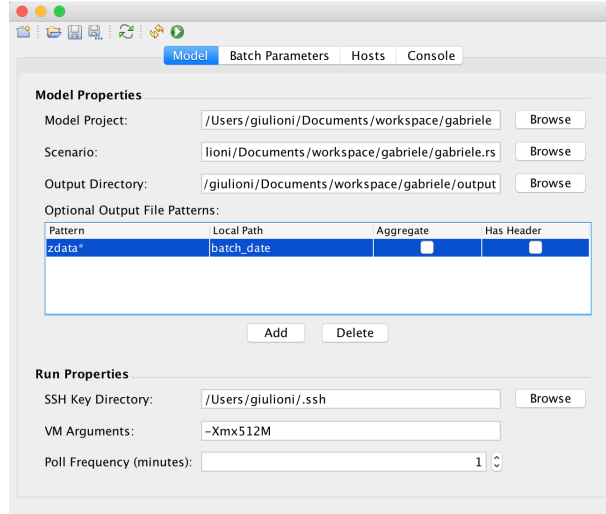 Model Batch Parameters Hosts Console
Model Properties
Model Project: /Users/giulioni/Documents/workspace/gabriele Browse
Scenario: lioni/Documents/workspace/gabriele/gabriele.rs Browse
Output Directory: /giulioni/Documents/workspace/gabriele/output Browse
Optional Output File Patterns:
Pattern Local Path Aggregate Has Header
zdata* batch_date
Add Delete
Run Properties
SSH Key Directory: /Users/giulioni/.ssh Browse
VM Arguments: -Xmx512M
Poll Frequency (minutes): 1